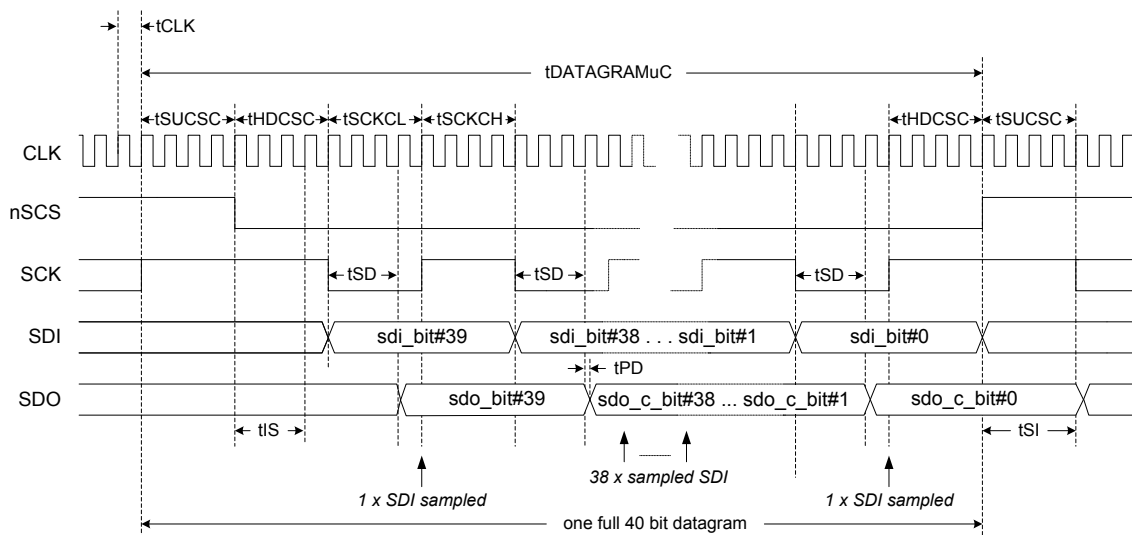 tCLK
tDATAGRAMuC
tSUCSC tHDCSC tSCKCL tSCKCH tHDCSC tSUCSC
CLK
nSCS
SCK tSD tSD tSD
SDI sdi_bit#39 sdi_bit#38 . . . sdi_bit#1 sdi_bit#0
tPD
SDO sdo_bit#39 sdo_c_bit#38 ... sdo_c_bit#1 sdo_c_bit#0
tIS tSI
1 x SDI sampled 38 x sampled SDI 1 x SDI sampled
one full 40 bit datagram